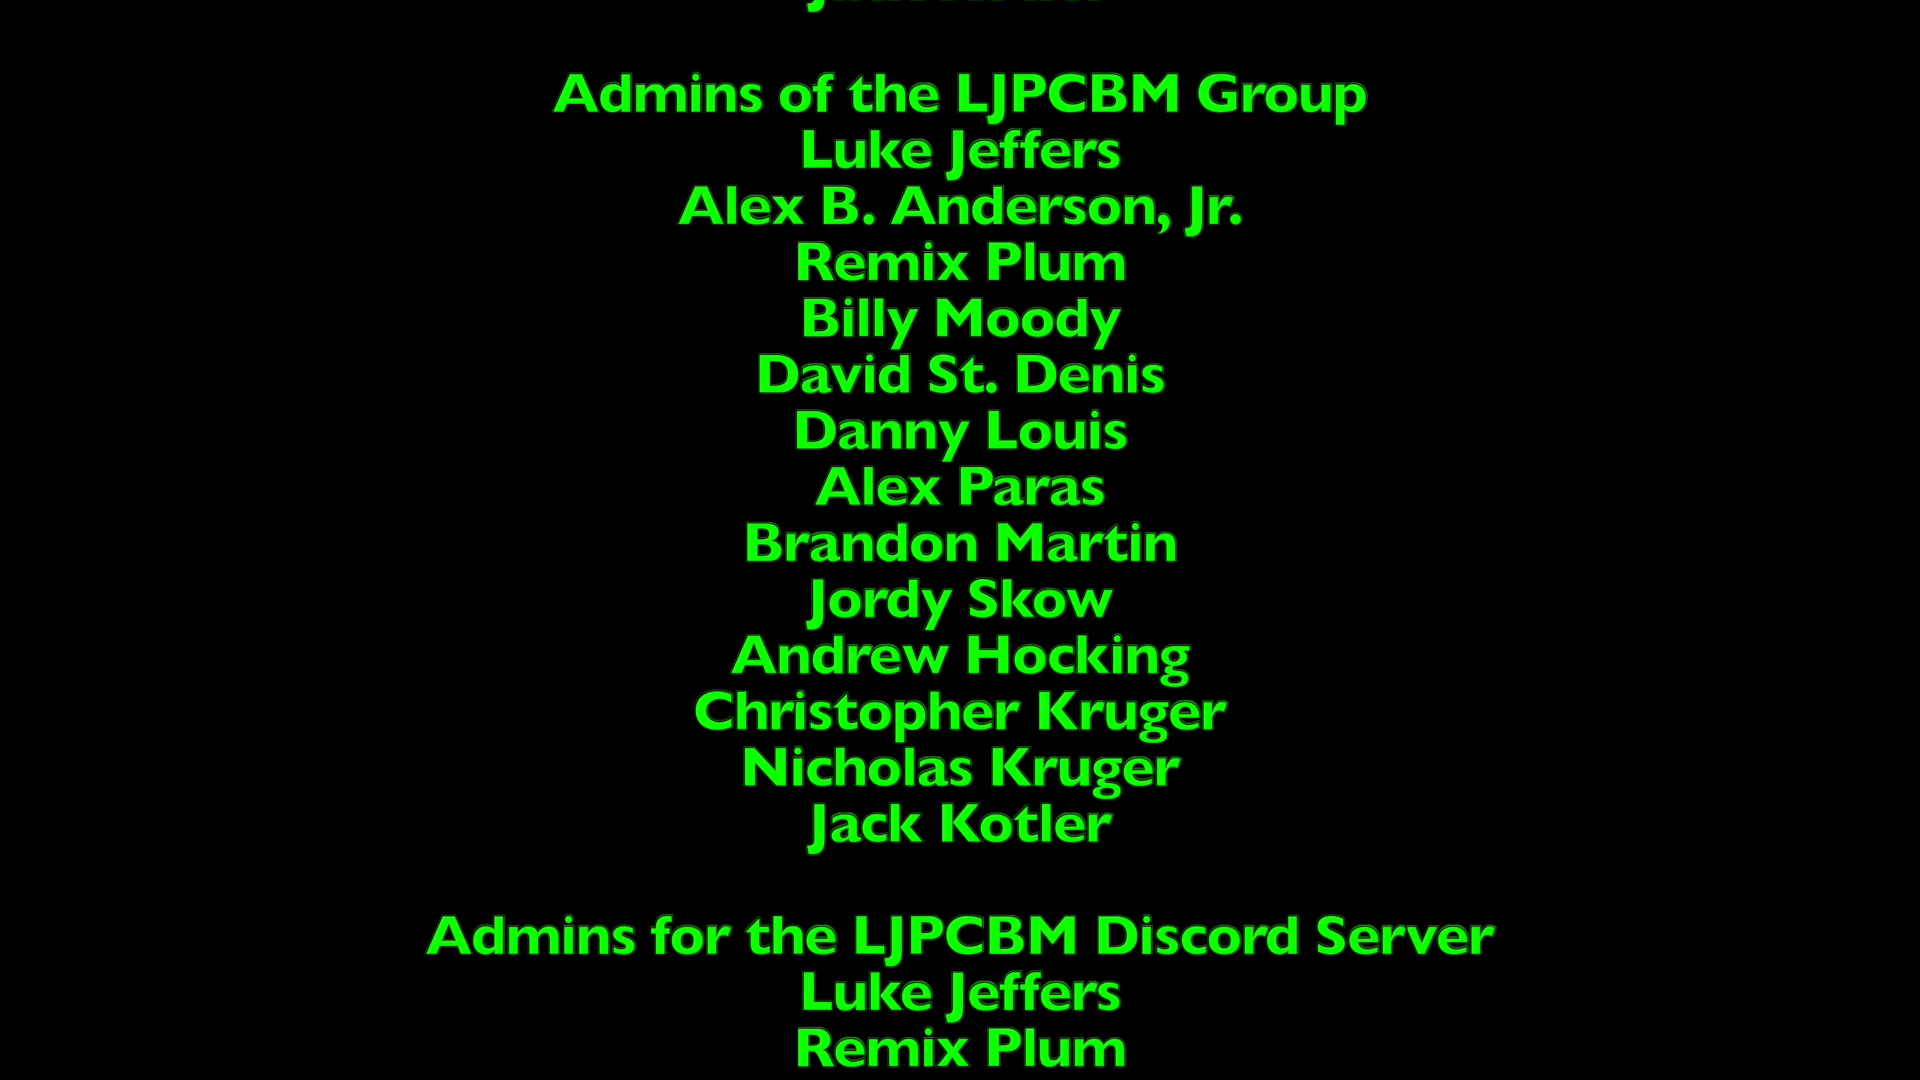 Admins of the LJPCBM Group
Luke Jeffers
Alex B. Anderson, Jr.
Remix Plum
Billy Moody
David St. Denis
Danny Louis
Alex Paras
Brandon Martin
Jordy Skow
Andrew Hocking
Christopher Kruger
Nicholas Kruger
Jack Kotler
Admins for the LJPCBM Discord Server
Luke Jeffers
Remix Plum